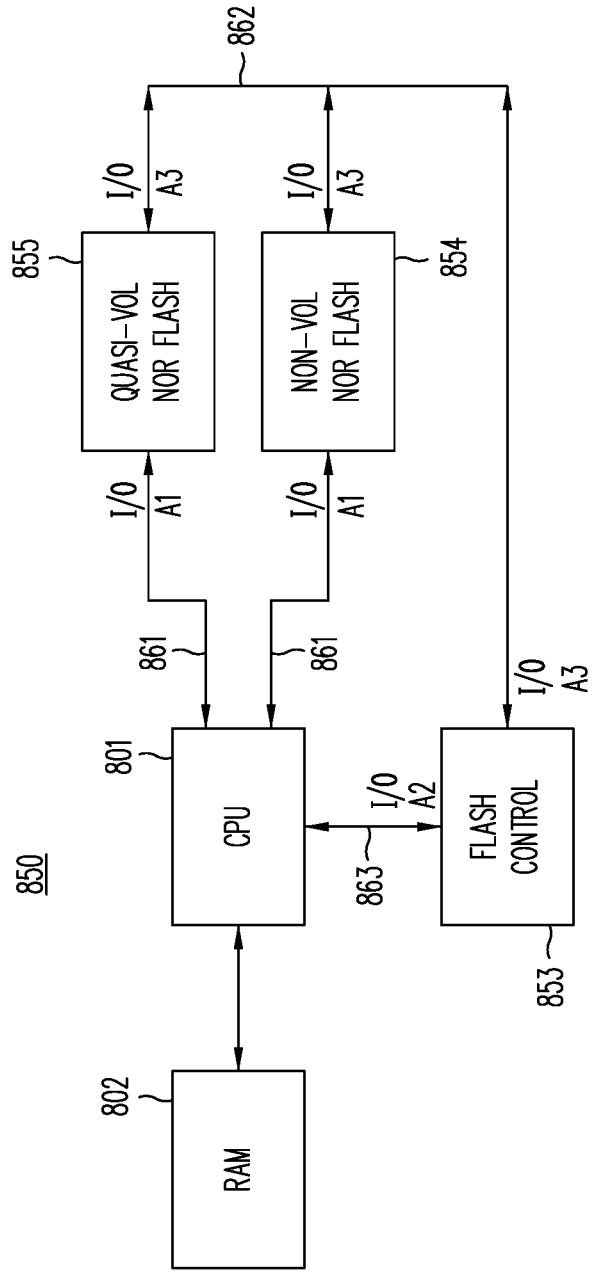 850
802
RAM
801
CPU
861
861
863
I/O
A2
853
FLASH
CONTROL
I/O
A3
I/O
A1
I/O
A1
855
QUASI-VOL
NOR FLASH
NON-VOL
NOR FLASH
854
I/O
A3
I/O
A3
862